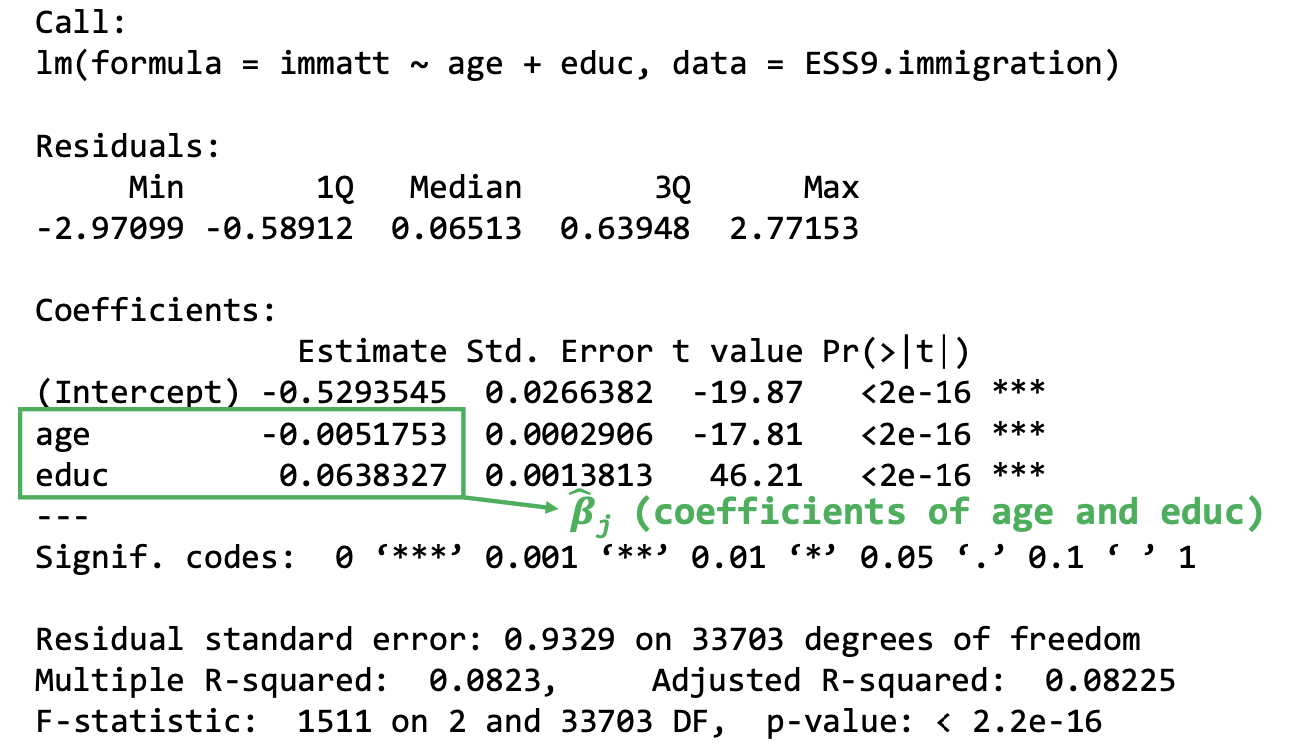 Call:
lm(formula = immatt ~ age + educ, data = ESS9.immigration)
Residuals:
Min 1Q Median 3Q Max
-2.97099 -0.58912 0.06513 0.63948 2.77153
Coefficients:
Estimate Std. Error t value Pr(>|t|)
(Intercept) -0.5293545 0.0266382 -19.87 <2e-16 ***
age -0.0051753 0.0002906 -17.81 <2e-16 ***
educ 0.0638327 0.0013813 46.21 <2e-16 ***
β̂j (coefficients of age and educ)
---
Signif. codes: 0 ‘***’ 0.001 ‘**’ 0.01 ‘*’ 0.05 ‘.’ 0.1 ‘ ’ 1
Residual standard error: 0.9329 on 33703 degrees of freedom
Multiple R-squared: 0.0823, Adjusted R-squared: 0.08225
F-statistic: 1511 on 2 and 33703 DF, p-value: < 2.2e-16